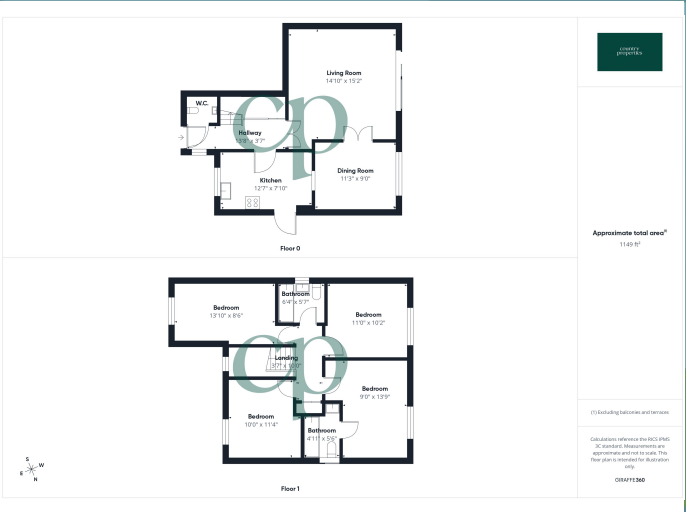 country
properties
Living Room
14'10" x 15'2"
W.C.
Hallway
13'8" x 3'7"
Kitchen
12'7" x 7'10"
Dining Room
11'3" x 9'0"
cp
Floor 0
Approximate total area⁽¹⁾
1149 ft²
Bedroom
13'10" x 8'6"
Bathroom
6'4" x 5'7"
Bedroom
11'0" x 10'2"
Landing
cp
Bedroom
9'0" x 13'9"
Bedroom
10'0" x 11'4"
Bathroom
4'11" x 5'6"
Floor 1
S
W
E
N
(1) Excluding balconies and terraces
Calculations reference the RICS IPMS
3C standard. Measurements are
approximate and not to scale. This
floor plan is intended for illustration
only.
GIRAFFE360